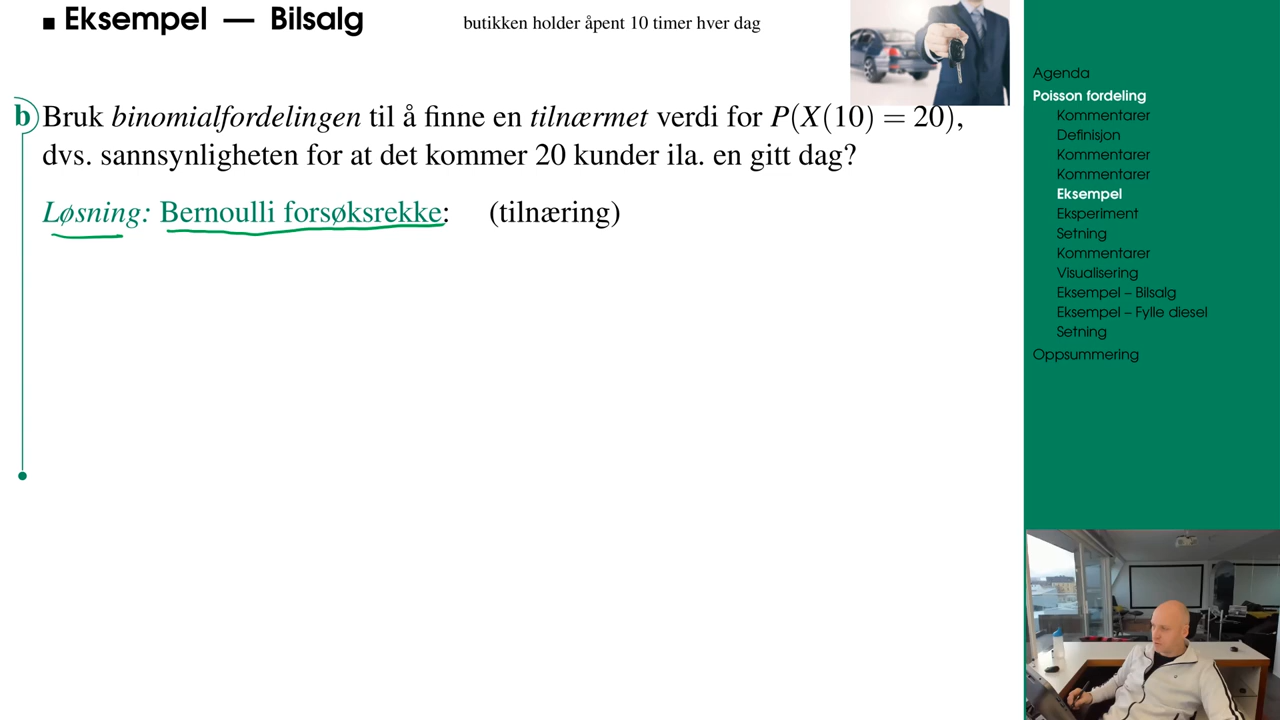 ▪ Eksempel — Bilsalg
butikken holder åpent 10 timer hver dag
b Bruk binomialfordelingen til å finne en tilnærmet verdi for P(X(10) = 20),
dvs. sannsynligheten for at det kommer 20 kunder ila. en gitt dag?
Løsning: Bernoulli forsøksrekke: (tilnæring)
Agenda
Poisson fordeling
Kommentarer
Definisjon
Kommentarer
Kommentarer
Eksempel
Eksperiment
Setning
Kommentarer
Visualisering
Eksempel – Bilsalg
Eksempel – Fylle diesel
Setning
Oppsummering